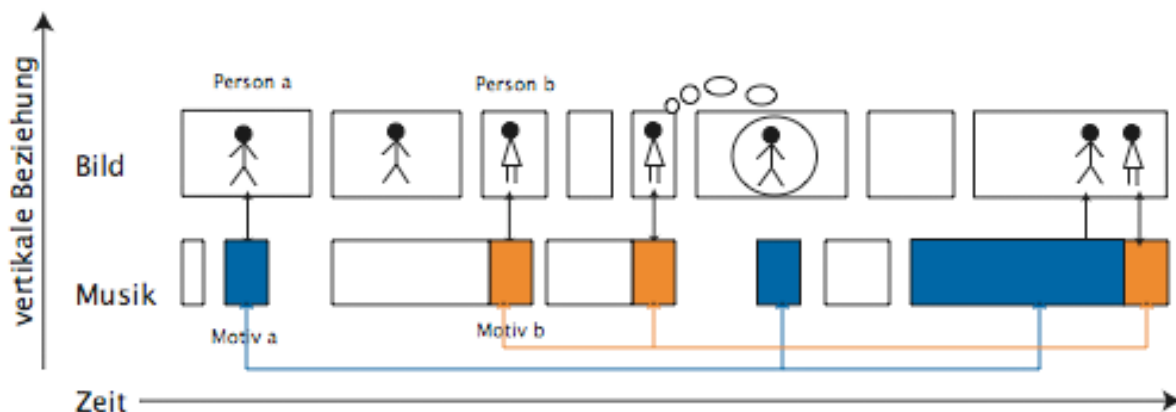 vertikale Beziehung
Person a
Person b
Bild
Musik
Motiv a
Motiv b
Zeit